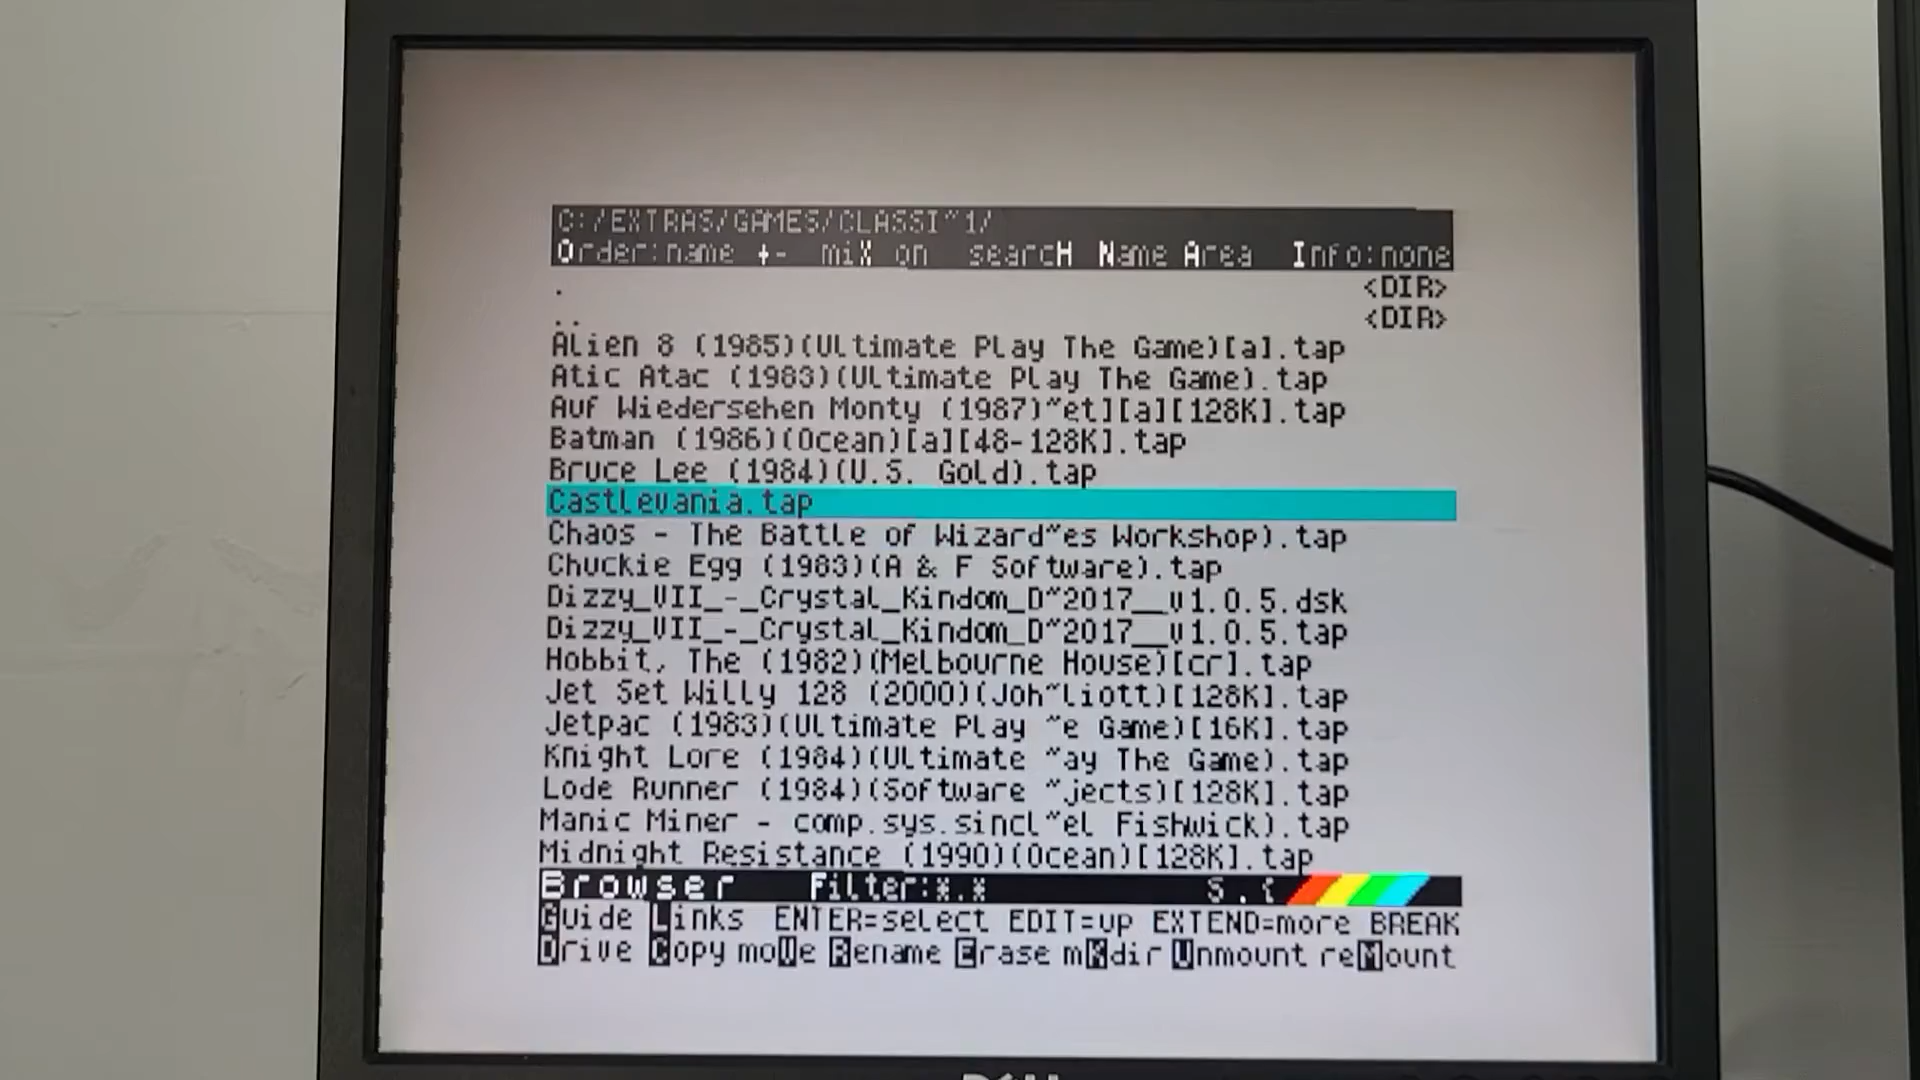 C:/EXTRAS/GAMES/CLASSI~1/
Order:name +- miX on searcH Name Area Info:none
. <DIR>
.. <DIR>
Alien 8 (1985)(Ultimate Play The Game)[a].tap
Atic Atac (1983)(Ultimate Play The Game).tap
Auf Wiedersehen Monty (1987)~et][a][128K].tap
Batman (1986)(Ocean)[a][48-128K].tap
Bruce Lee (1984)(U.S. Gold).tap
Castlevania.tap
Chaos - The Battle of Wizard~es Workshop).tap
Chuckie Egg (1983)(A & F Software).tap
Dizzy_VII_-_Crystal_Kindom_D~2017__v1.0.5.dsk
Dizzy_VII_-_Crystal_Kindom_D~2017__v1.0.5.tap
Hobbit, The (1982)(Melbourne House)[cr].tap
Jet Set Willy 128 (2000)(Joh~liott)[128K].tap
Jetpac (1983)(Ultimate Play ~e Game)[16K].tap
Knight Lore (1984)(Ultimate ~ay The Game).tap
Lode Runner (1984)(Software ~jects)[128K].tap
Manic Miner - comp.sys.sincl~el Fishwick).tap
Midnight Resistance (1990)(Ocean)[128K].tap
Browser Filter:*.*
Guide Links ENTER=select EDIT=up EXTEND=more BREAK
Drive Copy moVe Rename Erase mKdir Unmount reMount